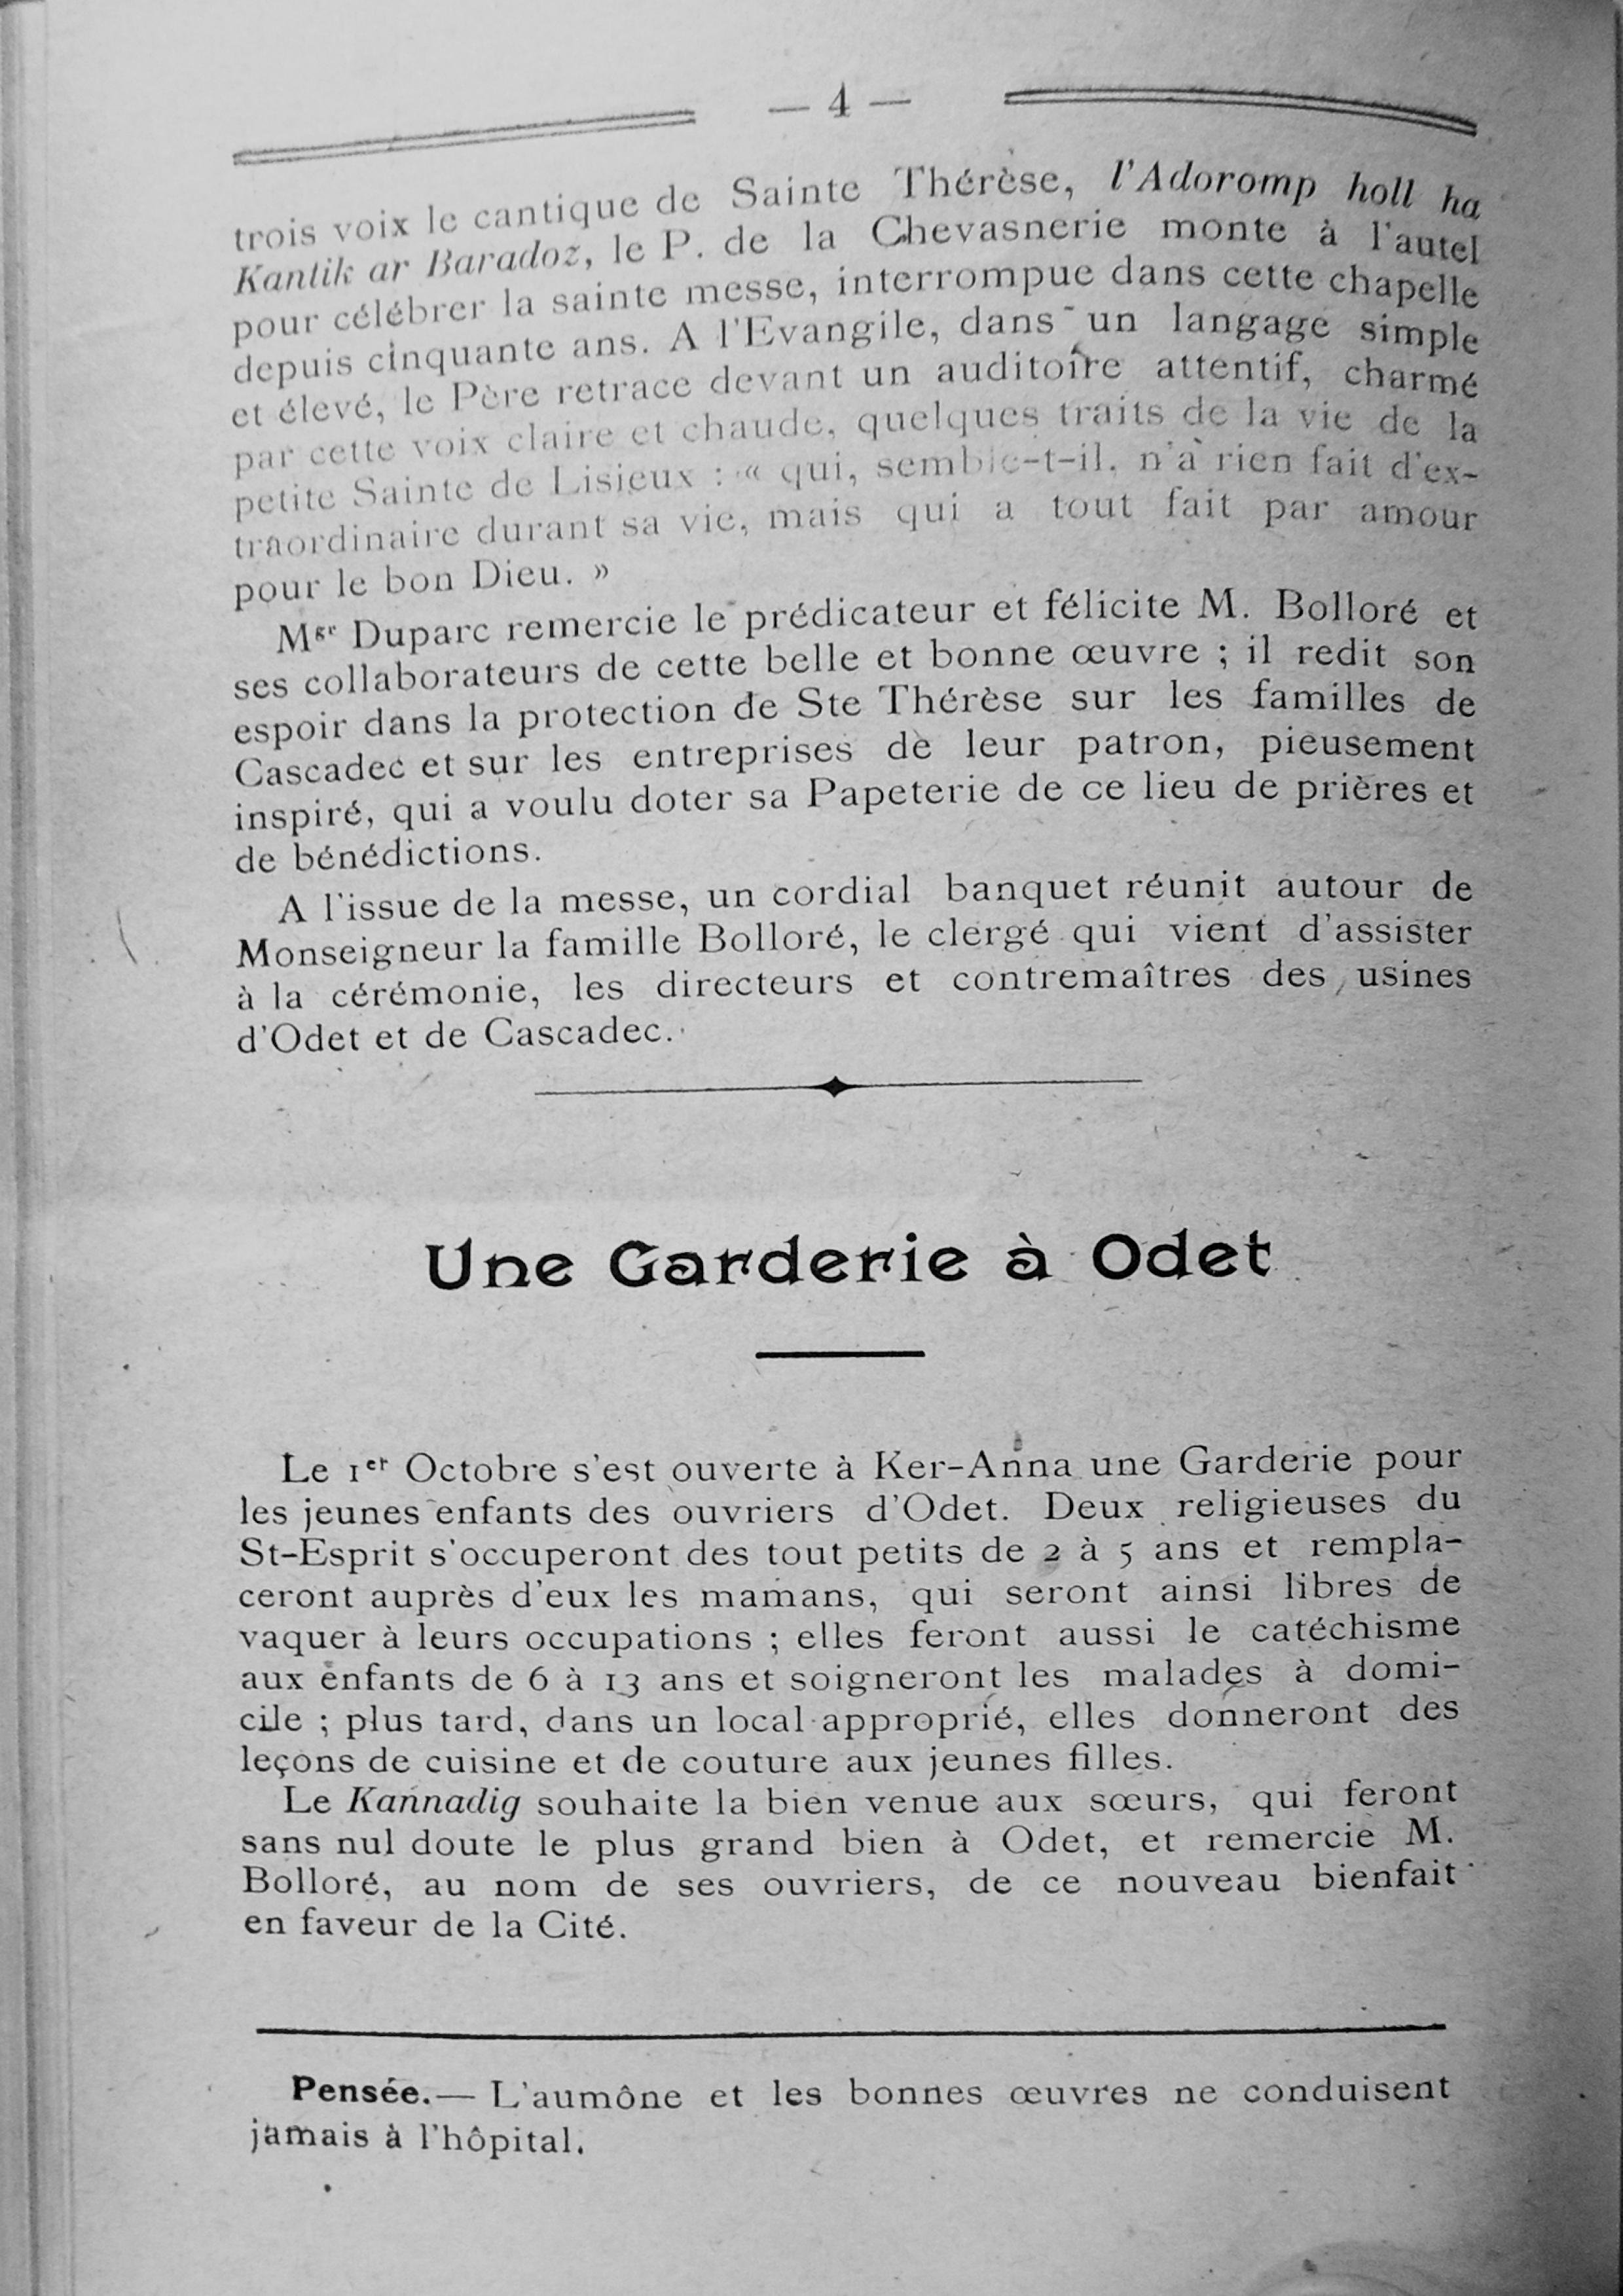 — 4 —
trois voix le cantique de Sainte Thérèse, l'Adoromp holl ha
Kantik ar Baradoz, le P. de la Chevasnerie monte à l'autel
pour célébrer la sainte messe, interrompue dans cette chapelle
depuis cinquante ans. A l'Evangile, dans un langage simple
et élevé, le Père retrace devant un auditoire attentif, charmé
par cette voix claire et chaude, quelques traits de la vie de la
petite Sainte de Lisieux : « qui, semble-t-il, n'a rien fait d'ex-
traordinaire durant sa vie, mais qui a tout fait par amour
pour le bon Dieu. »
Mgr Duparc remercie le prédicateur et félicite M. Bolloré et
ses collaborateurs de cette belle et bonne œuvre ; il redit son
espoir dans la protection de Ste Thérèse sur les familles de
Cascadec et sur les entreprises de leur patron, pieusement
inspiré, qui a voulu doter sa Papeterie de ce lieu de prières et
de bénédictions.
A l'issue de la messe, un cordial banquet réunit autour de
Monseigneur la famille Bolloré, le clergé qui vient d'assister
à la cérémonie, les directeurs et contremaîtres des usines
d'Odet et de Cascadec.
Une Garderie à Odet
Le 1er Octobre s'est ouverte à Ker-Anna une Garderie pour
les jeunes enfants des ouvriers d'Odet. Deux religieuses du
St-Esprit s'occuperont des tout petits de 2 à 5 ans et rempla-
ceront auprès d'eux les mamans, qui seront ainsi libres de
vaquer à leurs occupations ; elles feront aussi le catéchisme
aux enfants de 6 à 13 ans et soigneront les malades à domi-
cile ; plus tard, dans un local approprié, elles donneront des
leçons de cuisine et de couture aux jeunes filles.
Le Kannadig souhaite la bien venue aux sœurs, qui feront
sans nul doute le plus grand bien à Odet, et remercie M.
Bolloré, au nom de ses ouvriers, de ce nouveau bienfait
en faveur de la Cité.
Pensée.— L'aumône et les bonnes œuvres ne conduisent
jamais à l'hôpital.